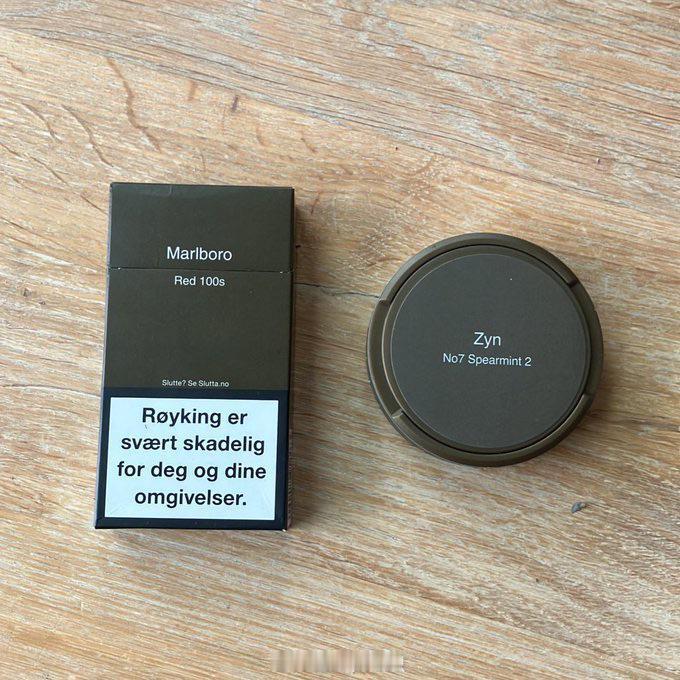 Marlboro
Red 100s
Slutte? Se Slutta.no
Røyking er
svært skadelig
for deg og dine
omgivelser.
Zyn
No7 Spearmint 2